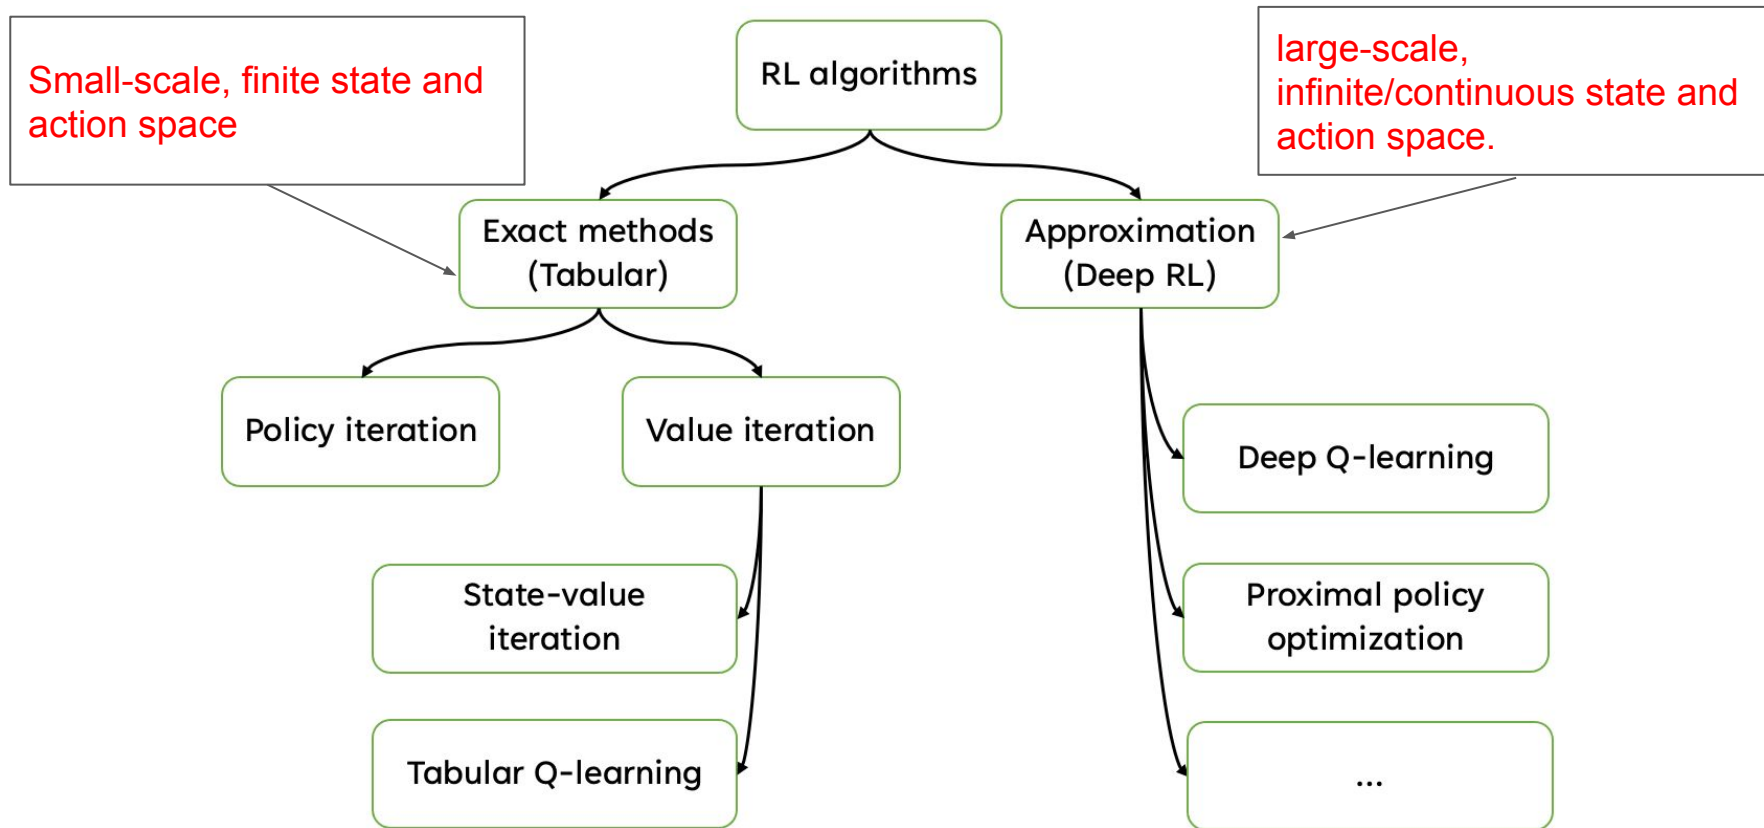 Small-scale, finite state and
action space
RL algorithms
large-scale,
infinite/continuous state and
action space.
Exact methods
(Tabular)
Approximation
(Deep RL)
Policy iteration
Value iteration
Deep Q-learning
State-value
iteration
Proximal policy
optimization
Tabular Q-learning
...